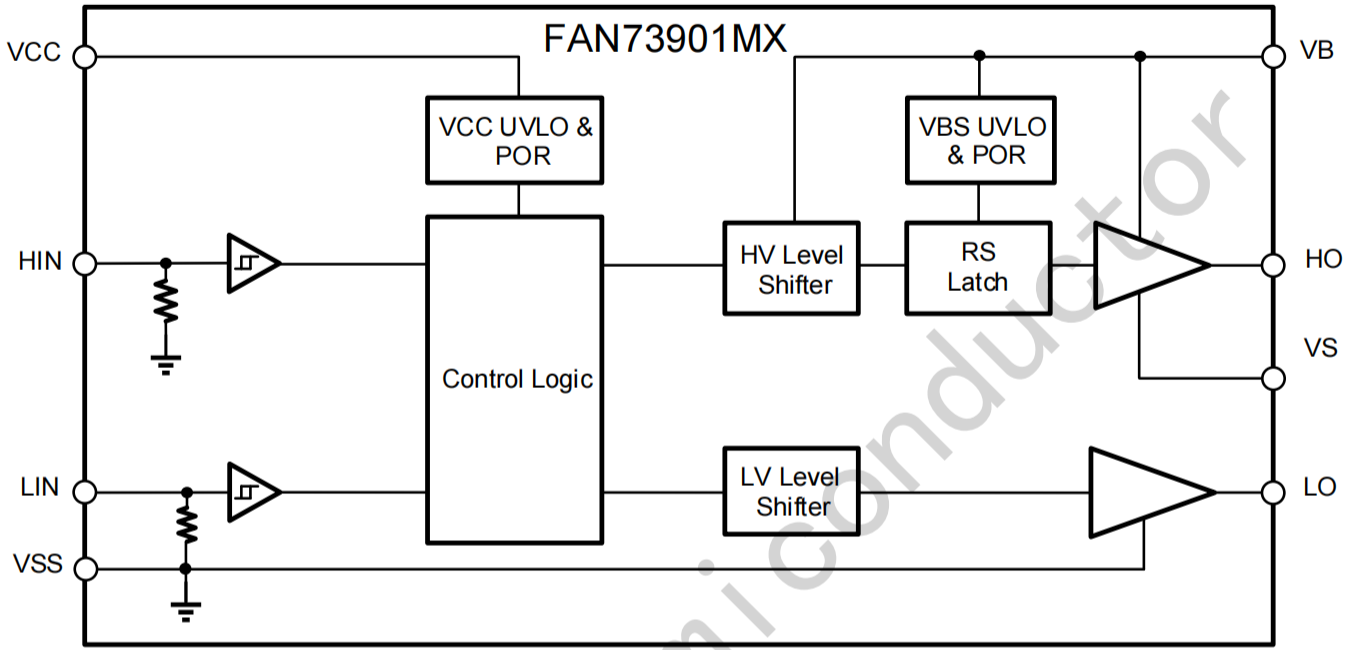 FAN73901MX
VCC
VB
VCC UVLO &
POR
VBS UVLO
& POR
HIN
HV Level
Shifter
RS
Latch
HO
VS
Control Logic
LIN
LV Level
Shifter
LO
VSS
miconductor